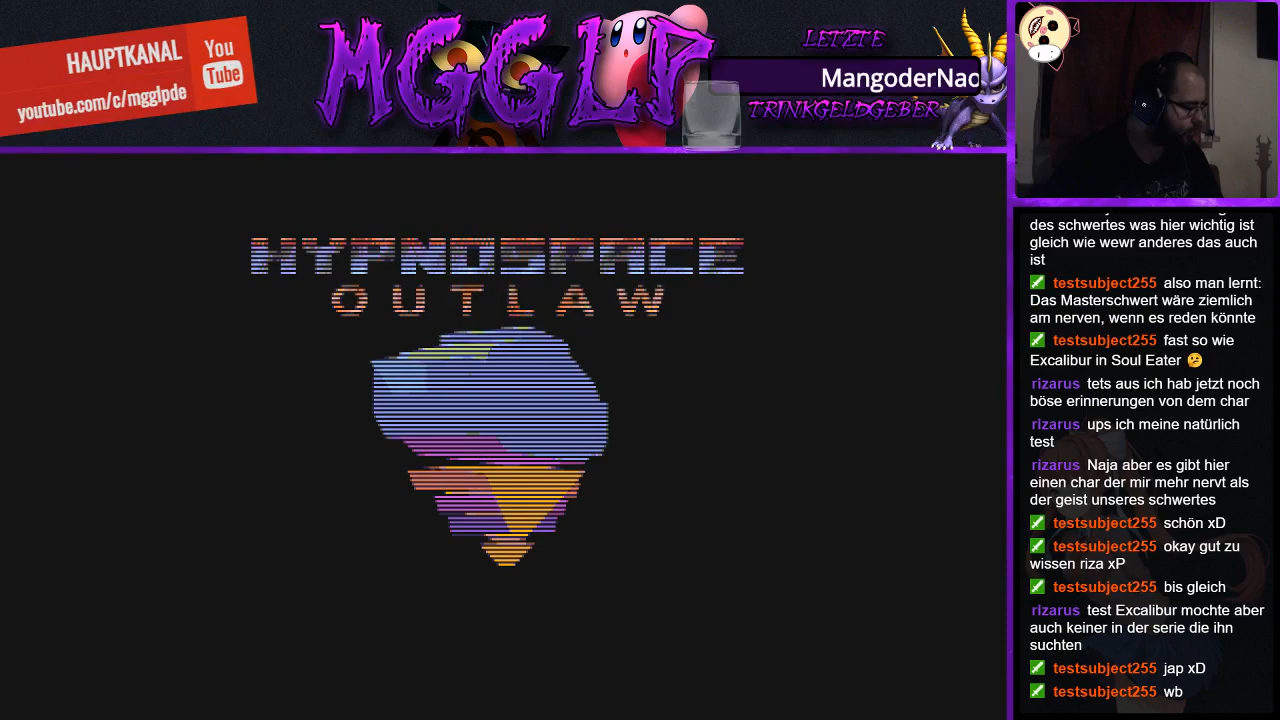 HAUPTKANAL
You
Tube
youtube.com/c/mgglpde
MGGLP
LETZTE
MangoderNac
TRINKGELDGEBER
HYPNOSPACE
OUTLAW
des schwertes was hier wichtig ist
gleich wie wewr anderer das auch
ist
testsubject255 also man lernt:
Das Masterschwert wäre ziemlich
am nerven, wenn es reden könnte
testsubject255 fast so wie
Excalibur in Soul Eater 🤔
rizarus tets aus ich hab jetzt noch
böse erinnerungen von dem char
rizarus ups ich meine natürlich
test
rizarus Naja aber es gibt hier
einen char der mir mehr nervt als
der geist unseres schwertes
testsubject255 schön xD
testsubject255 okay gut zu
wissen riza xP
testsubject255 bis gleich
rizarus test Excalibur mochte aber
auch keiner in der serie die ihn
suchten
testsubject255 jap xD
testsubject255 wb